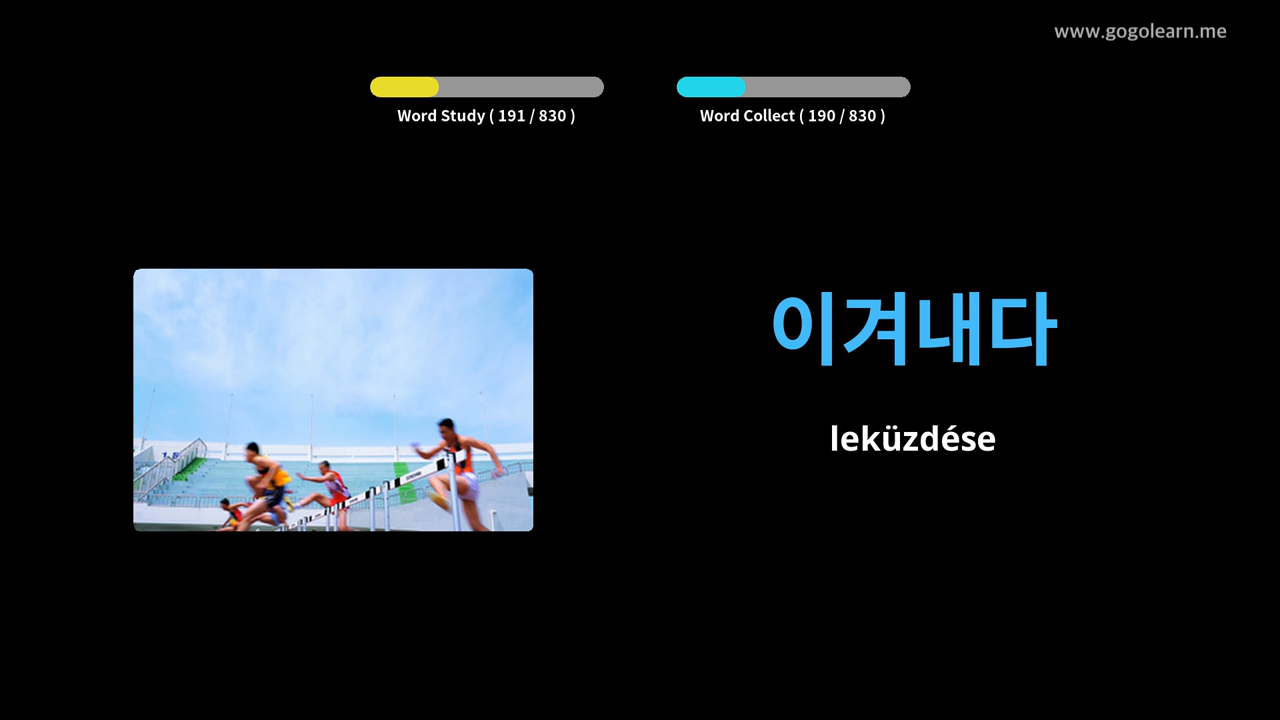 www.gogolearn.me
Word Study ( 191 / 830 )
Word Collect ( 190 / 830 )
이겨내다
leküzdése